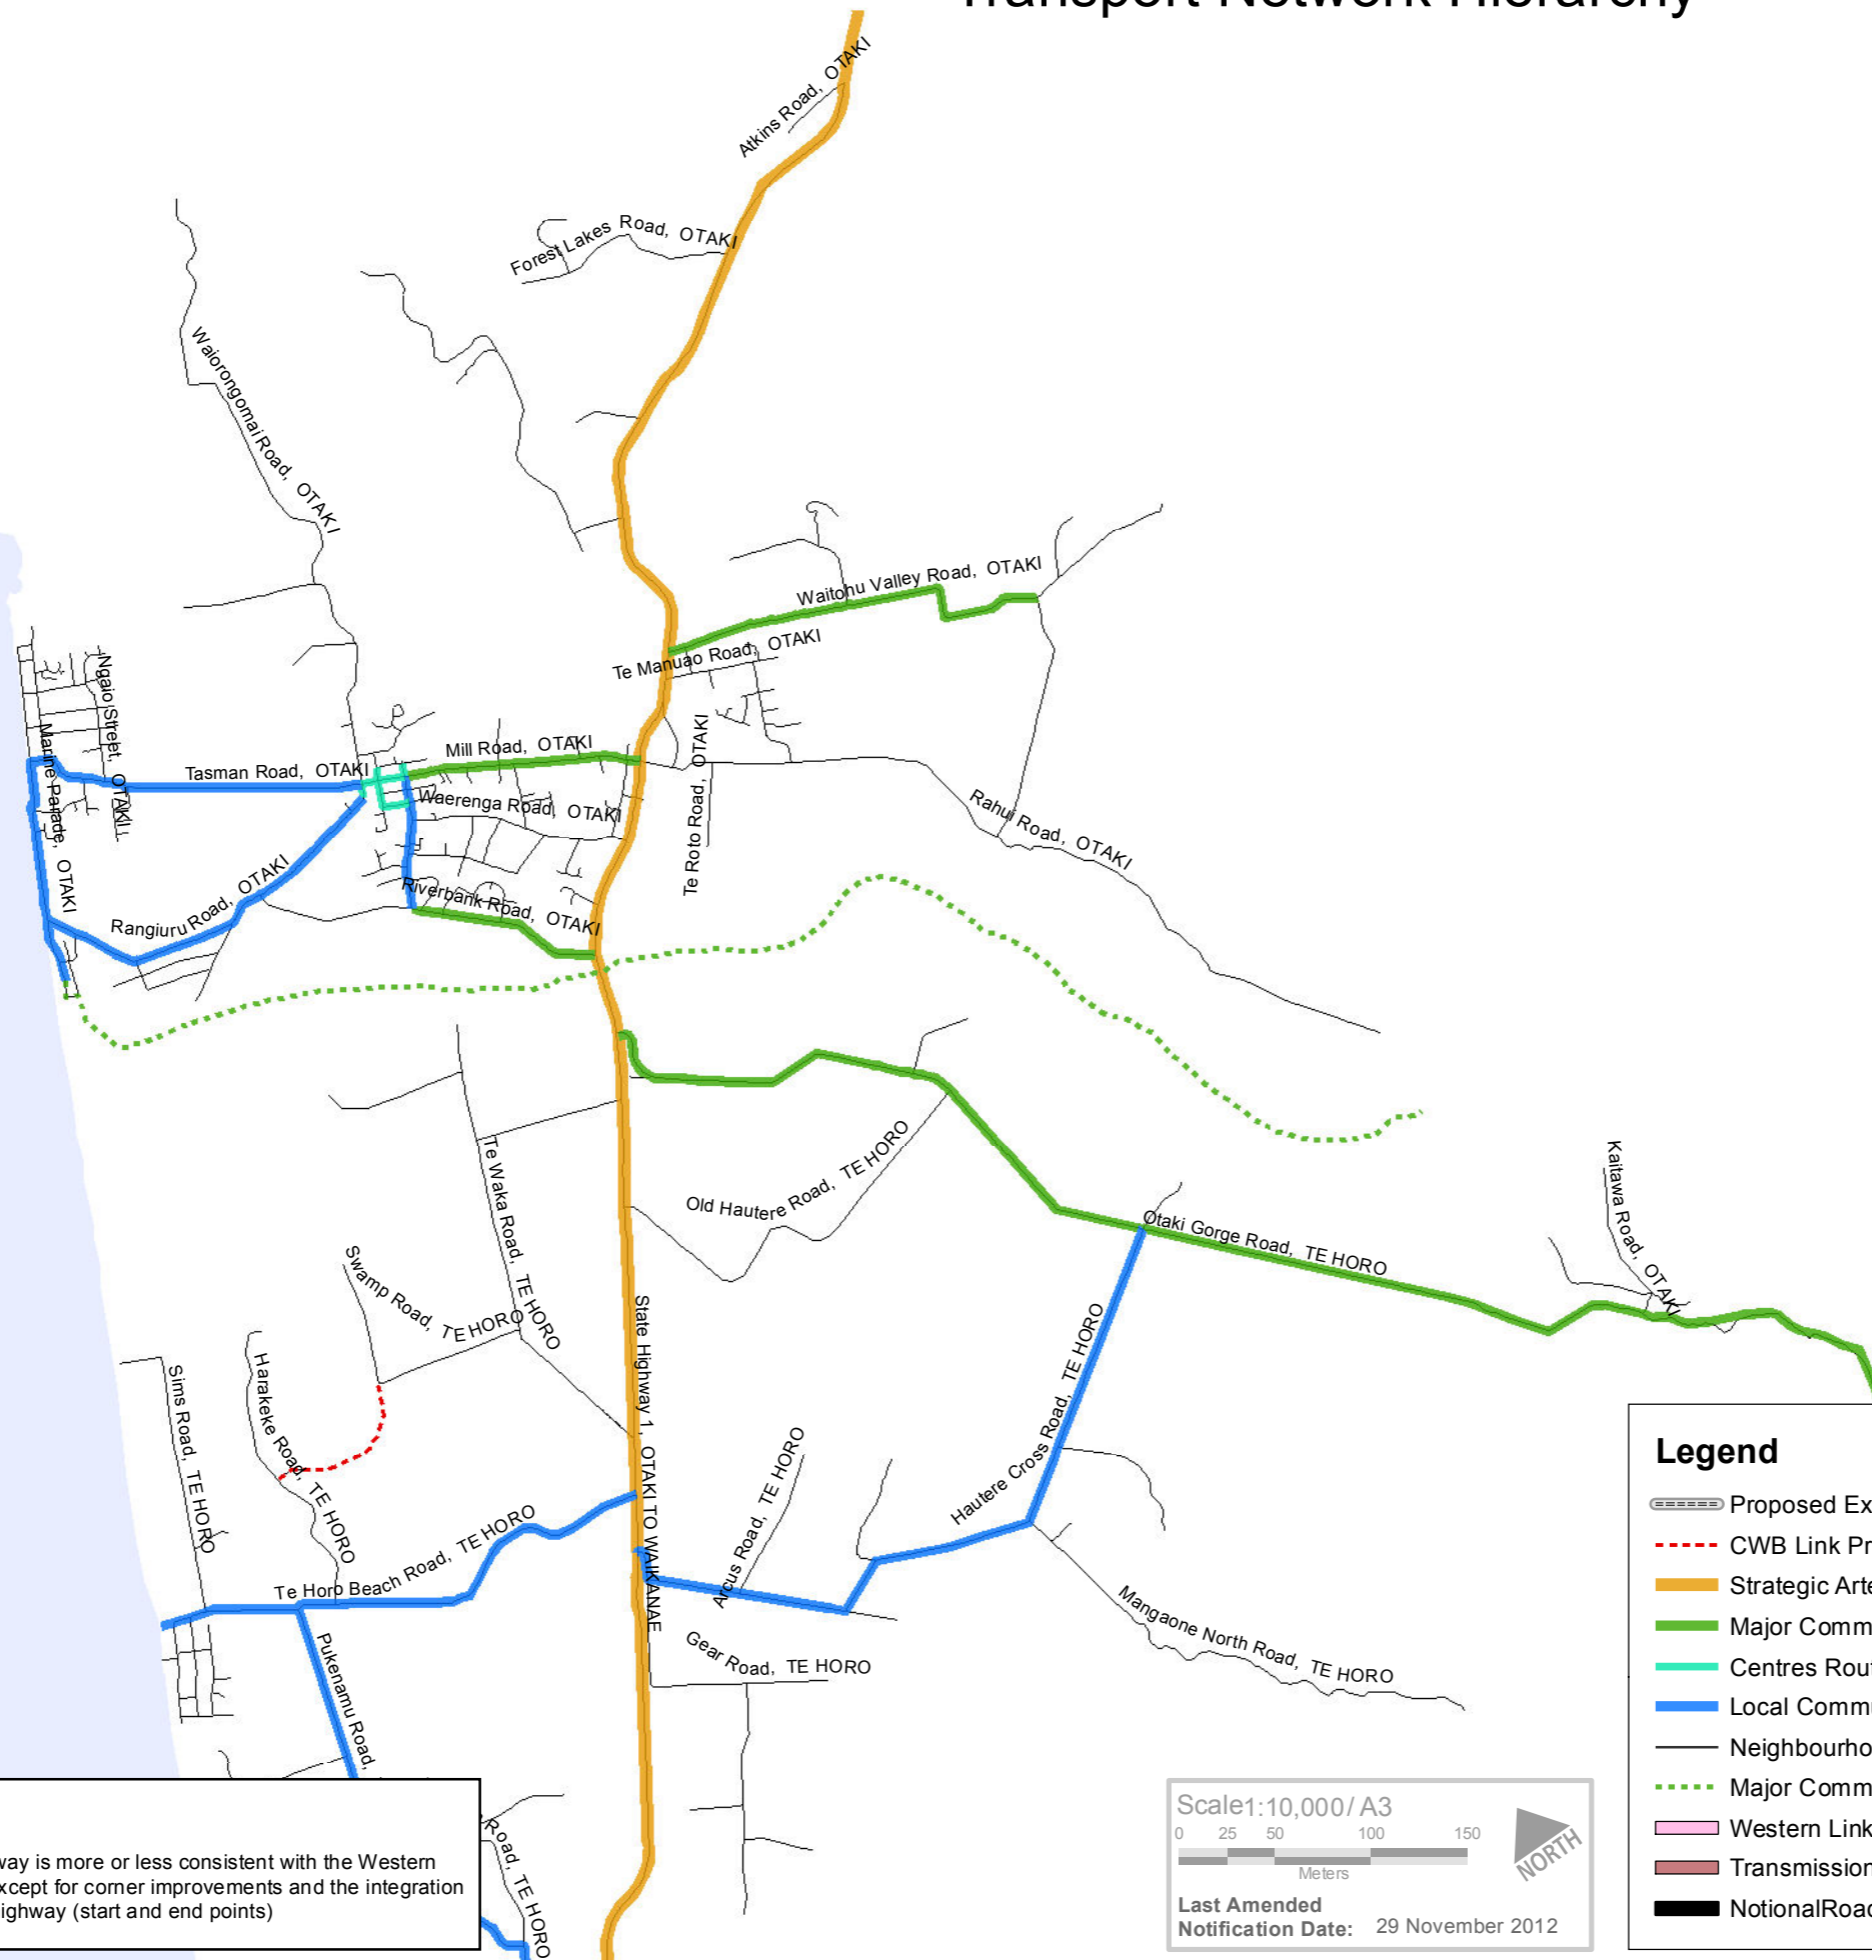 Transport Network Hierarchy
Atkins Road, OTAKI
Forest Lakes Road, OTAKI
Waiorongomai Road, OTAKI
Waitohu Valley Road, OTAKI
Te Manuao Road, OTAKI
Ngaio Street, OTAKI
Marine Parade, OTAKI
Tasman Road, OTAKI
Mill Road, OTAKI
Waerenga Road, OTAKI
Te Roto Road, OTAKI
Rahui Road, OTAKI
Rangiuru Road, OTAKI
Riverbank Road, OTAKI
Te Waka Road, TE HORO
Old Hautere Road, TE HORO
Otaki Gorge Road, TE HORO
Kaitawa Road, OTAKI
Swamp Road, TE HORO
Harakeke Road, TE HORO
Sims Road, TE HORO
State Highway 1, OTAKI TO WAIKANAE
Hautere Cross Road, TE HORO
Arcus Road, TE HORO
Te Horo Beach Road, TE HORO
Pukenamu Road,
Gear Road, TE HORO
Mangaone North Road, TE HORO
Road, TE HORO
way is more or less consistent with the Western
xcept for corner improvements and the integration
ighway (start and end points)
Scale1:10,000/ A3
0 25 50 100 150
Meters
NORTH
Last Amended
Notification Date: 29 November 2012
Legend
Proposed Ex
CWB Link Pr
Strategic Arte
Major Comm
Centres Rou
Local Comm
Neighbourho
Major Comm
Western Link
Transmission
NotionalRoad